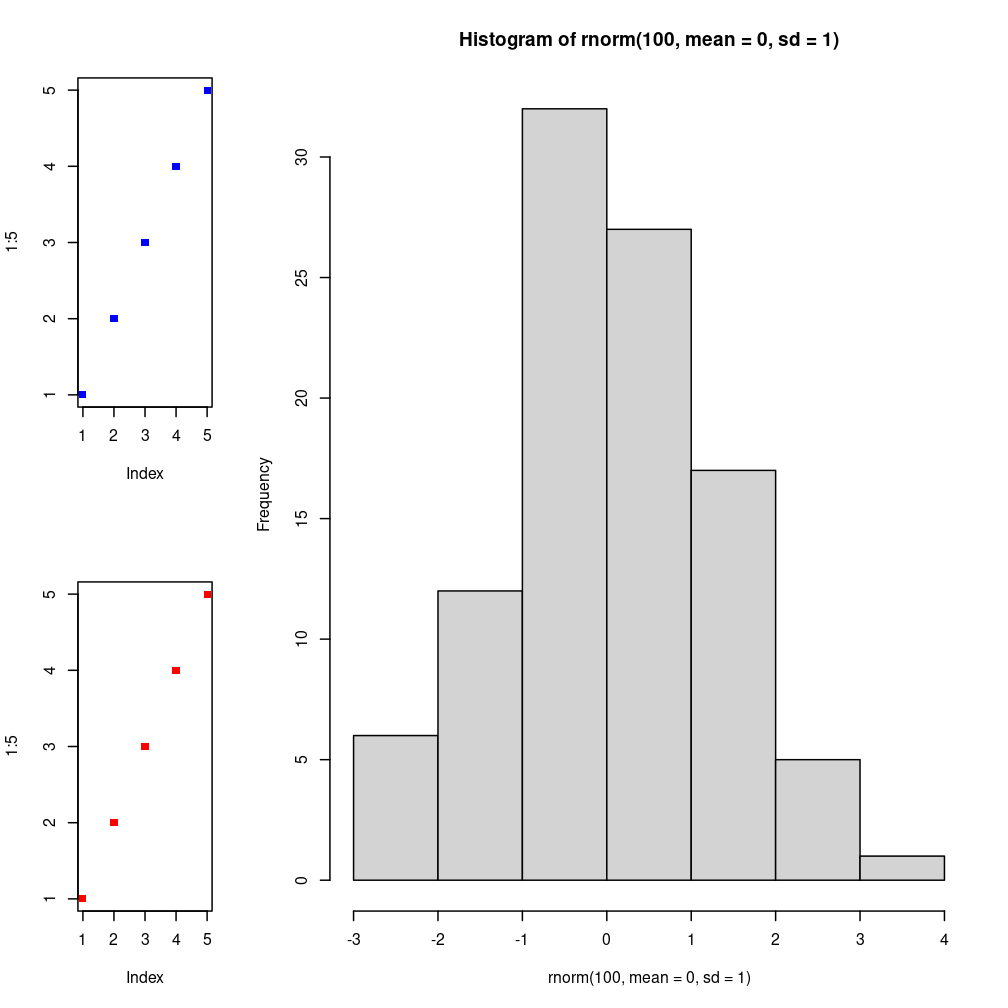 5
4
3
2
1
1:5
1 2 3 4 5
Index
5
4
3
2
1
1:5
1 2 3 4 5
Index
Histogram of rnorm(100, mean = 0, sd = 1)
30
25
20
15
10
5
0
Frequency
-3 -2 -1 0 1 2 3 4
rnorm(100, mean = 0, sd = 1)